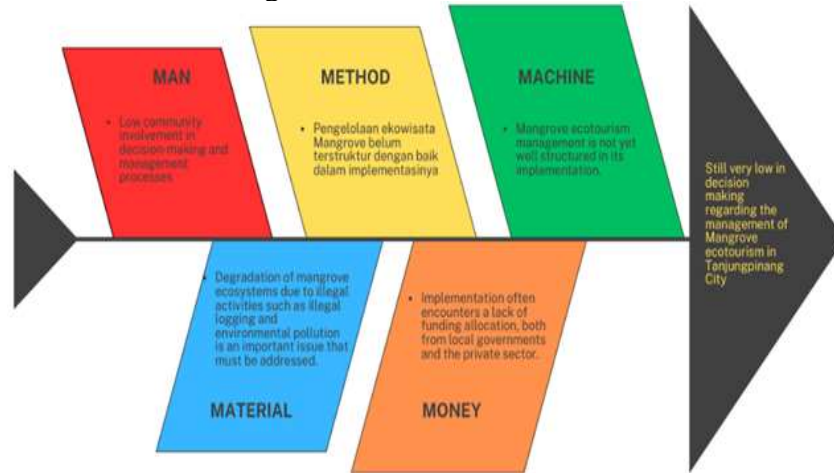 MAN
• Low community
involvement in
decision-making and
management
processes
METHOD
• Pengelolaan ekowisata
Mangrove belum
terstruktur dengan baik
dalam implementasinya
MACHINE
• Mangrove ecotourism
management is not yet
well structured in its
implementation.
Still very low in
decision
making
regarding the
management of
Mangrove
ecotourism in
Tanjungpinang
City
• Degradation of mangrove
ecosystems due to illegal
activities such as illegal
logging and
environmental pollution
is an important issue that
must be addressed.
MATERIAL
• Implementation often
encounters a lack of
funding allocation, both
from local governments
and the private sector.
MONEY